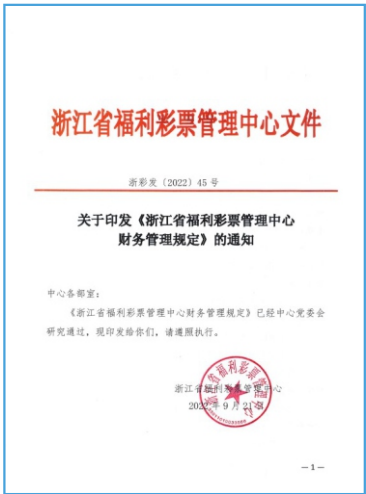 浙江省福利彩票管理中心文件
浙彩发〔2022〕45号
关于印发《浙江省福利彩票管理中心
财务管理规定》的通知
中心各部室:
《浙江省福利彩票管理中心财务管理规定》已经中心党委会
研究通过，现印发给你们，请遵照执行。
浙江省福利彩票管理中心
2022年9月21日
—1—